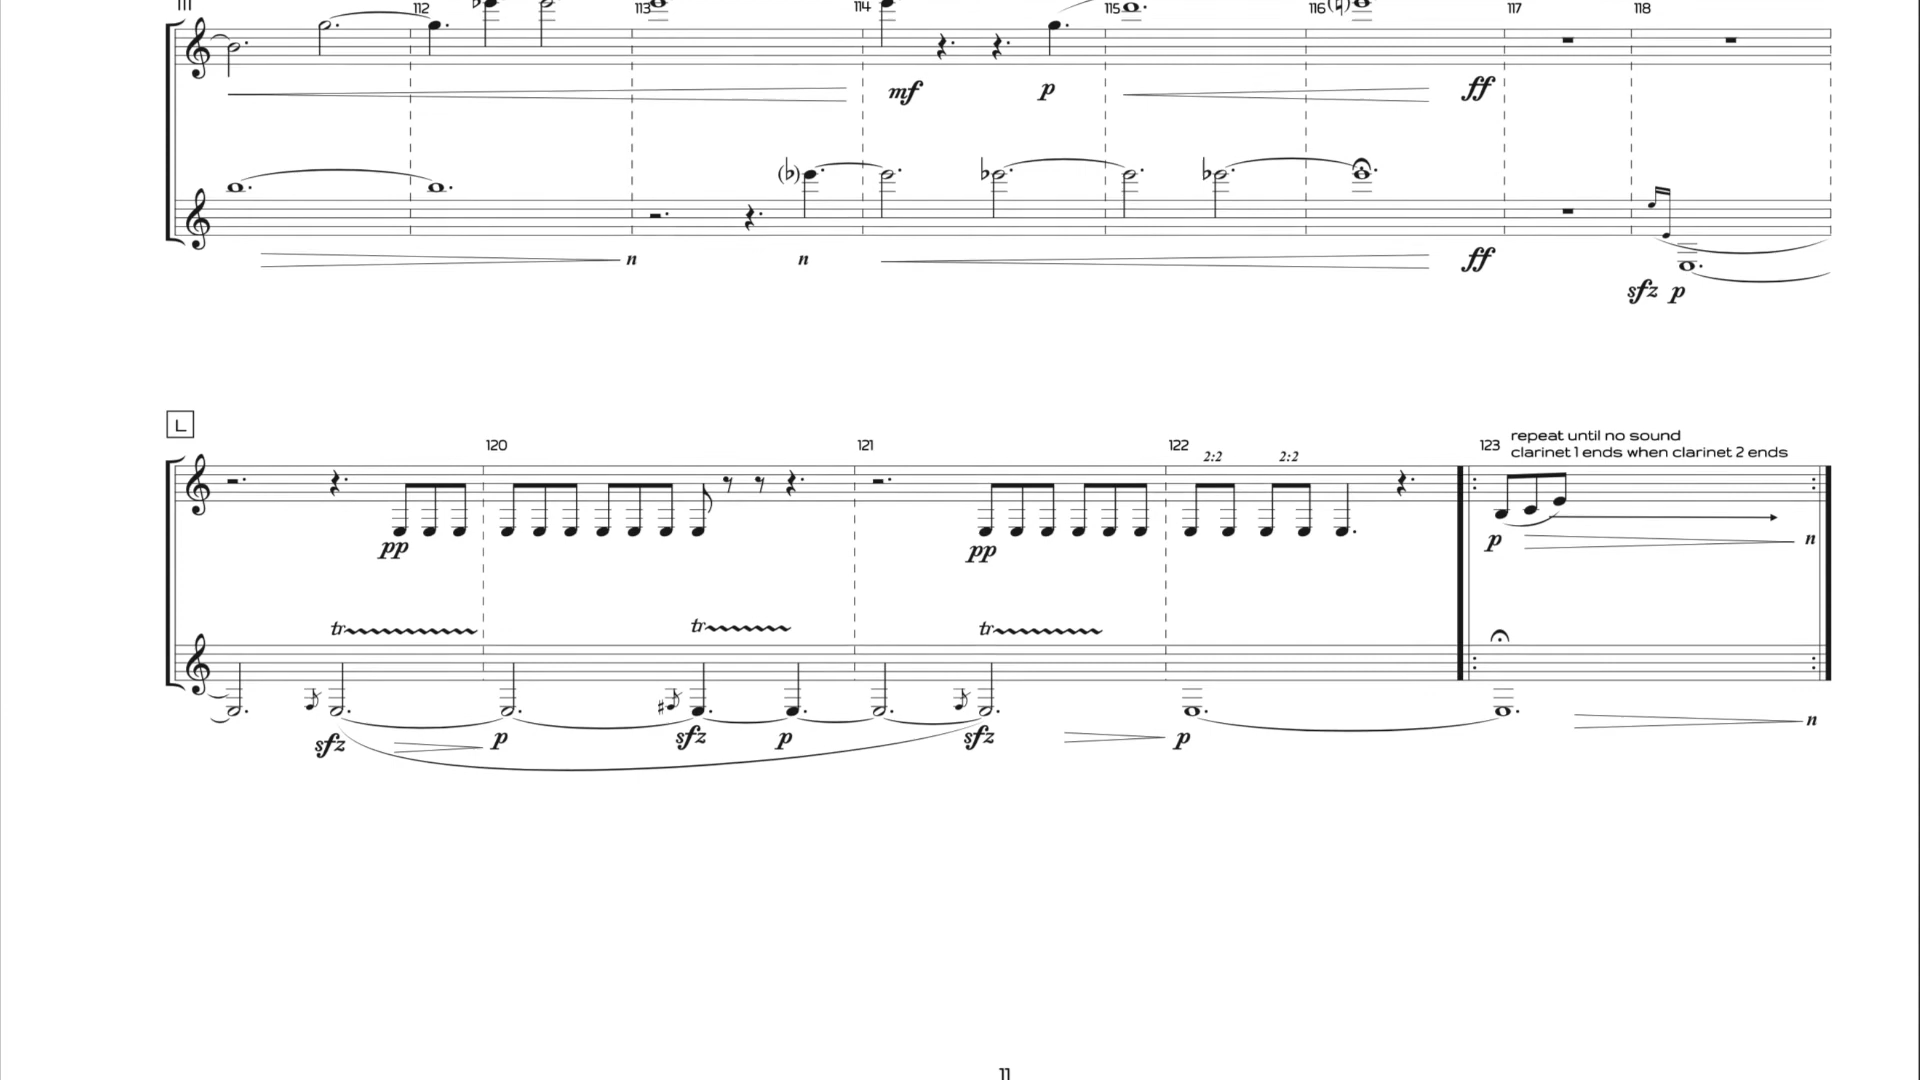 111 112 113 114 115 116 117 118
mf p ff
n n ff
sfz p
L
120 121 122 123 repeat until no sound
2:2 2:2 clarinet 1 ends when clarinet 2 ends
pp pp p n
tr tr tr
sfz p sfz p sfz p n
11